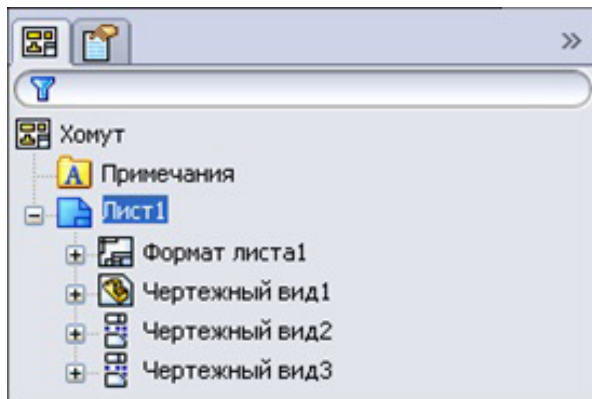 Хомут
Примечания
Лист1
Формат листа1
Чертежный вид1
Чертежный вид2
Чертежный вид3